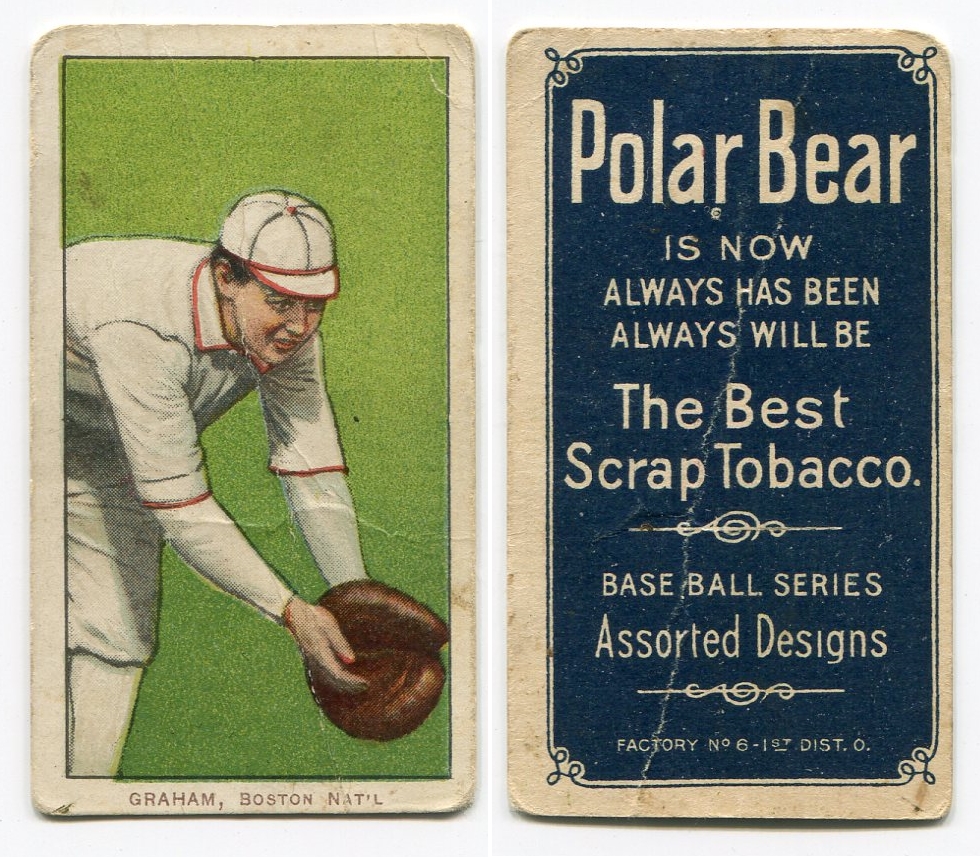 GRAHAM, BOSTON NAT'L
Polar Bear
IS NOW
ALWAYS HAS BEEN
ALWAYS WILL BE
The Best
Scrap Tobacco.
BASE BALL SERIES
Assorted Designs
FACTORY Nº 6-1ST DIST. O.